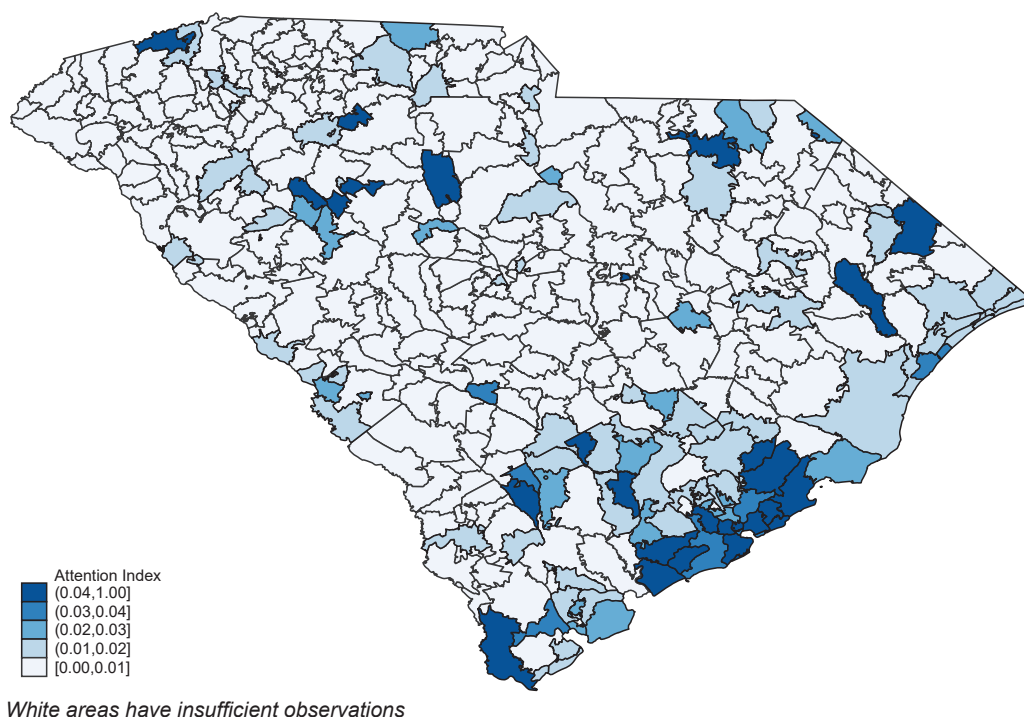 Attention Index
(0.04,1.00]
(0.03,0.04]
(0.02,0.03]
(0.01,0.02]
[0.00,0.01]
White areas have insufficient observations